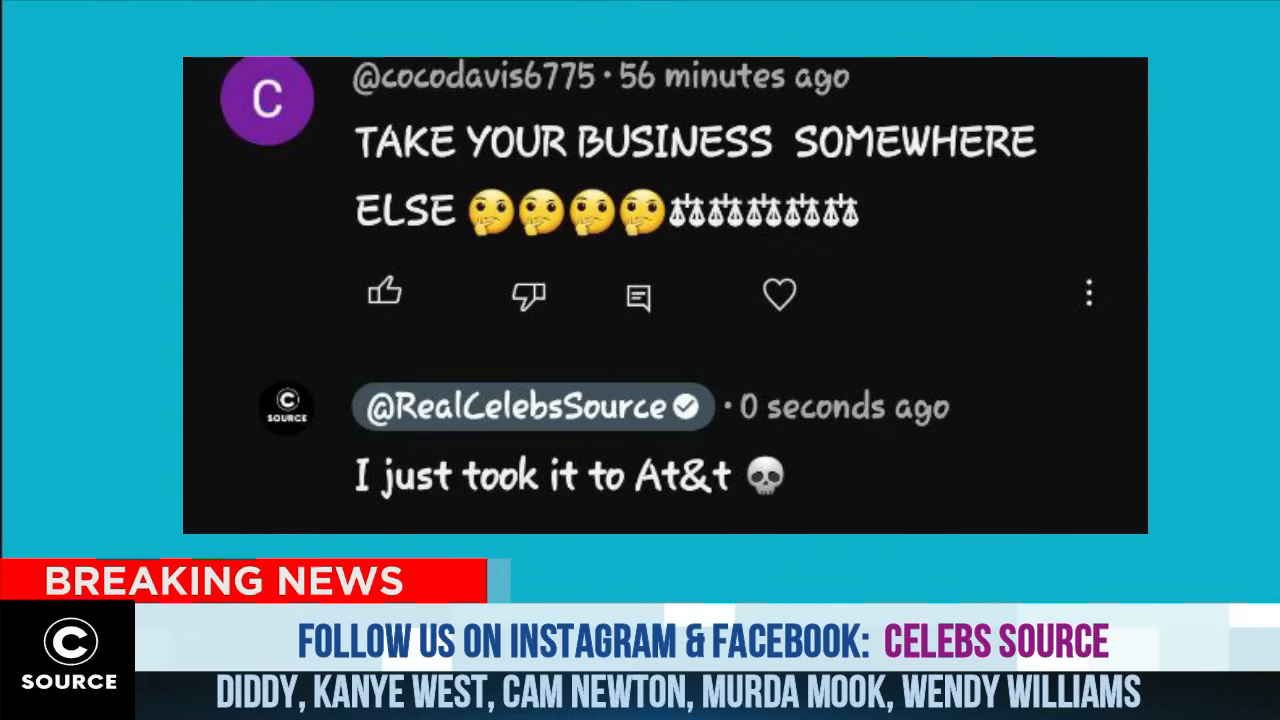 C
@cocodavis6775 · 56 minutes ago
TAKE YOUR BUSINESS SOMEWHERE
ELSE 🤔🤔🤔🤔⚖⚖⚖⚖⚖
C
SOURCE
@RealCelebsSource · 0 seconds ago
I just took it to At&t 💀
BREAKING NEWS
C
SOURCE
FOLLOW US ON INSTAGRAM & FACEBOOK: CELEBS SOURCE
DIDDY, KANYE WEST, CAM NEWTON, MURDA MOOK, WENDY WILLIAMS